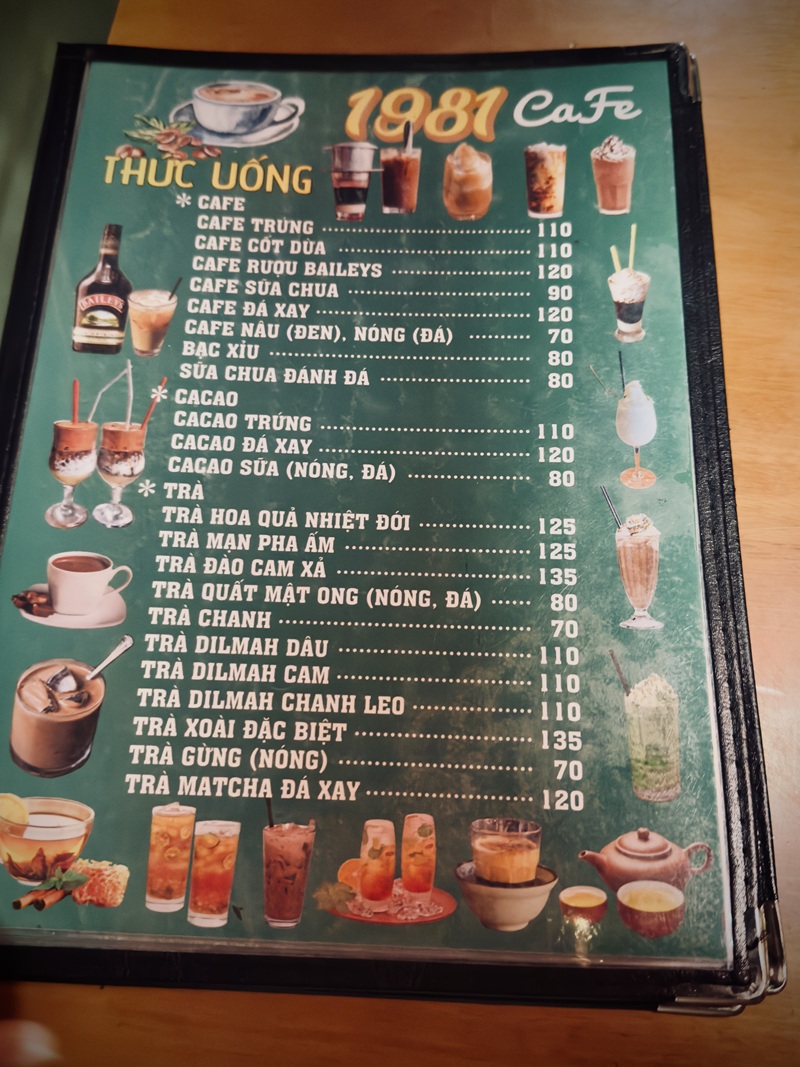 1981 CaFe
THỨC UỐNG
* CAFE
CAFE TRỨNG 110
CAFE CỐT DỪA 110
CAFE RƯỢU BAILEYS 120
CAFE SỮA CHUA 90
CAFE ĐÁ XAY 120
CAFE NÂU (ĐEN), NÓNG (ĐÁ) 70
BẠC XỈU 80
SỮA CHUA ĐÁNH ĐÁ 80
BAILEYS
* CACAO
CACAO TRỨNG 110
CACAO ĐÁ XAY 120
CACAO SỮA (NÓNG, ĐÁ) 80
* TRÀ
TRÀ HOA QUẢ NHIỆT ĐỚI 125
TRÀ MẠN PHA ẤM 125
TRÀ ĐÀO CAM XẢ 135
TRÀ QUẤT MẬT ONG (NÓNG, ĐÁ) 80
TRÀ CHANH 70
TRÀ DILMAH DÂU 110
TRÀ DILMAH CAM 110
TRÀ DILMAH CHANH LEO 110
TRÀ XOÀI ĐẶC BIỆT 135
TRÀ GỪNG (NÓNG) 70
TRÀ MATCHA ĐÁ XAY 120